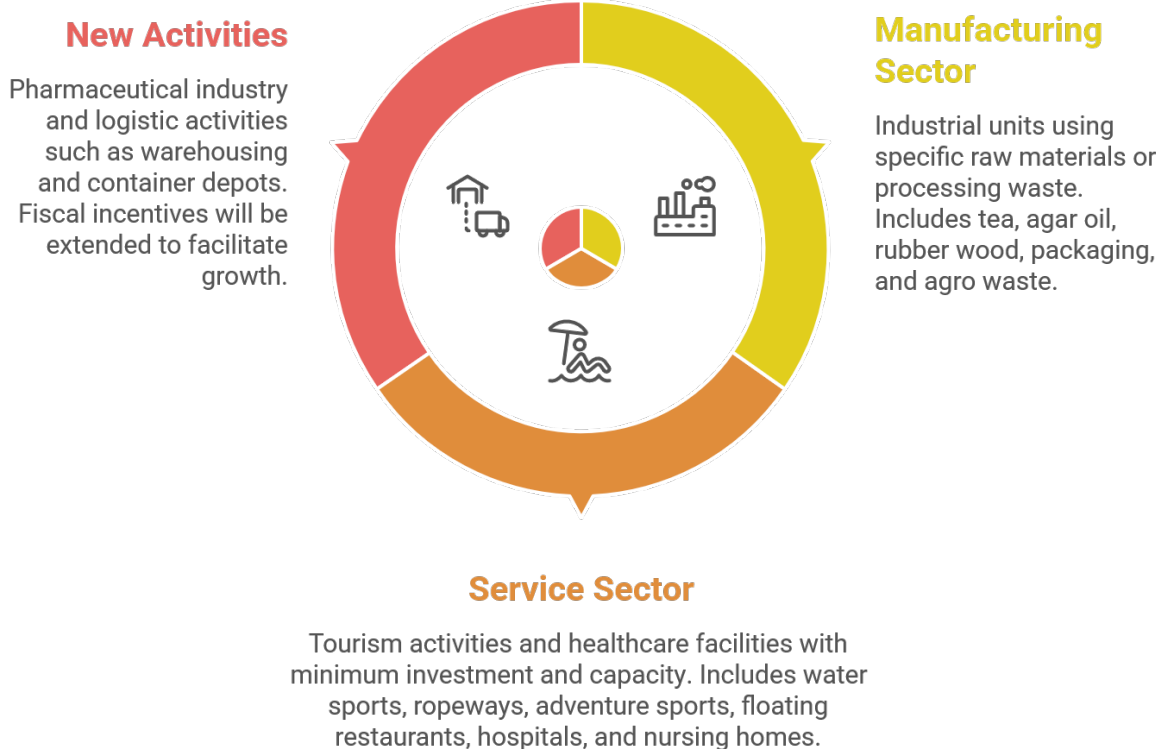 New Activities
Pharmaceutical industry
and logistic activities
such as warehousing
and container depots.
Fiscal incentives will be
extended to facilitate
growth.
Manufacturing
Sector
Industrial units using
specific raw materials or
processing waste.
Includes tea, agar oil,
rubber wood, packaging,
and agro waste.
Service Sector
Tourism activities and healthcare facilities with
minimum investment and capacity. Includes water
sports, ropeways, adventure sports, floating
restaurants, hospitals, and nursing homes.